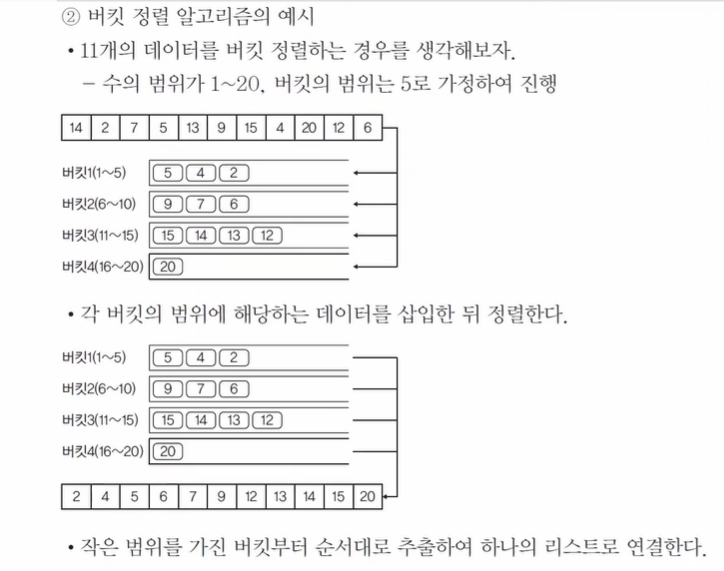 ② 버킷 정렬 알고리즘의 예시
• 11개의 데이터를 버킷 정렬하는 경우를 생각해보자.
− 수의 범위가 1~20, 버킷의 범위는 5로 가정하여 진행
14 2 7 5 13 9 15 4 20 12 6
버킷1(1~5) 5 4 2
버킷2(6~10) 9 7 6
버킷3(11~15) 15 14 13 12
버킷4(16~20) 20
• 각 버킷의 범위에 해당하는 데이터를 삽입한 뒤 정렬한다.
버킷1(1~5) 5 4 2
버킷2(6~10) 9 7 6
버킷3(11~15) 15 14 13 12
버킷4(16~20) 20
2 4 5 6 7 9 12 13 14 15 20
• 작은 범위를 가진 버킷부터 순서대로 추출하여 하나의 리스트로 연결한다.